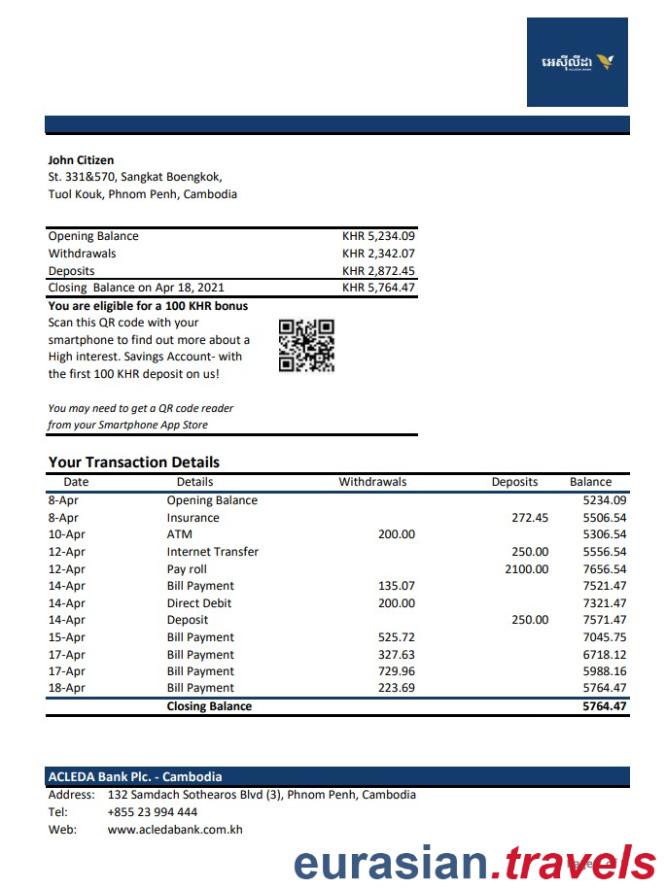 អេស៊ីលីដា
ACLEDA BANK
John Citizen
St. 331&570, Sangkat Boengkok,
Tuol Kouk, Phnom Penh, Cambodia
Opening Balance KHR 5,234.09
Withdrawals KHR 2,342.07
Deposits KHR 2,872.45
Closing Balance on Apr 18, 2021 KHR 5,764.47
You are eligible for a 100 KHR bonus
Scan this QR code with your
smartphone to find out more about a
High interest. Savings Account- with
the first 100 KHR deposit on us!
You may need to get a QR code reader
from your Smartphone App Store
Your Transaction Details
Date Details Withdrawals Deposits Balance
8-Apr Opening Balance 5234.09
8-Apr Insurance 272.45 5506.54
10-Apr ATM 200.00 5306.54
12-Apr Internet Transfer 250.00 5556.54
12-Apr Pay roll 2100.00 7656.54
14-Apr Bill Payment 135.07 7521.47
14-Apr Direct Debit 200.00 7321.47
14-Apr Deposit 250.00 7571.47
15-Apr Bill Payment 525.72 7045.75
17-Apr Bill Payment 327.63 6718.12
17-Apr Bill Payment 729.96 5988.16
18-Apr Bill Payment 223.69 5764.47
Closing Balance 5764.47
ACLEDA Bank Plc. - Cambodia
Address: 132 Samdach Sothearos Blvd (3), Phnom Penh, Cambodia
Tel: +855 23 994 444
Web: www.acledabank.com.kh
eurasian.travels